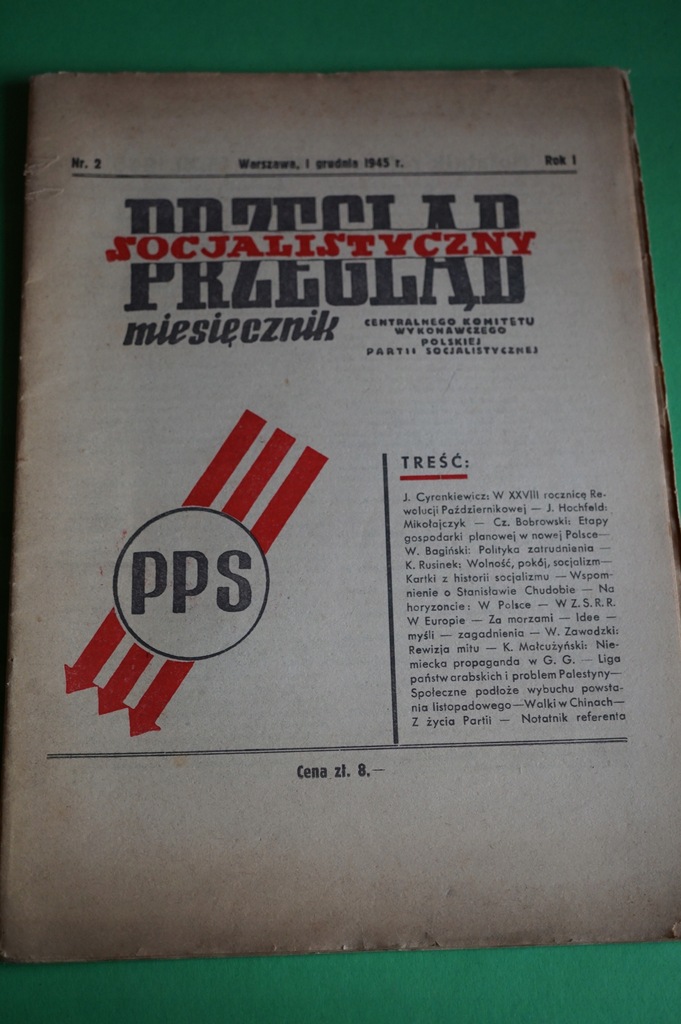 Nr. 2 Warszawa, 1 grudnia 1945 r. Rok I
PRZEGLĄD
SOCJALISTYCZNY
miesięcznik
CENTRALNEGO KOMITETU
WYKONAWCZEGO
POLSKIEJ
PARTII SOCJALISTYCZNEJ
PPS
TREŚĆ:
J. Cyrankiewicz: W XXVIII rocznicę Re-
wolucji Październikowej — J. Hochfeld:
Mikołajczyk — Cz. Bobrowski: Etapy
gospodarki planowej w nowej Polsce—
W. Bagiński: Polityka zatrudnienia —
K. Rusinek: Wolność, pokój, socjalizm—
Kartki z historii socjalizmu — Wspom-
nienie o Stanisławie Chudobie — Na
horyzoncie: W Polsce — W Z.S.R.R.
W Europie — Za morzami — Idee —
myśli — zagadnienia — W. Zawadzki:
Rewizja mitu — K. Małcużyński: Nie-
miecka propaganda w G. G. — Liga
państw arabskich i problem Palestyny—
Społeczne podłoże wybuchu powsta-
nia listopadowego—Walki w Chinach—
Z życia Partii — Notatnik referenta
Cena zł. 8.—